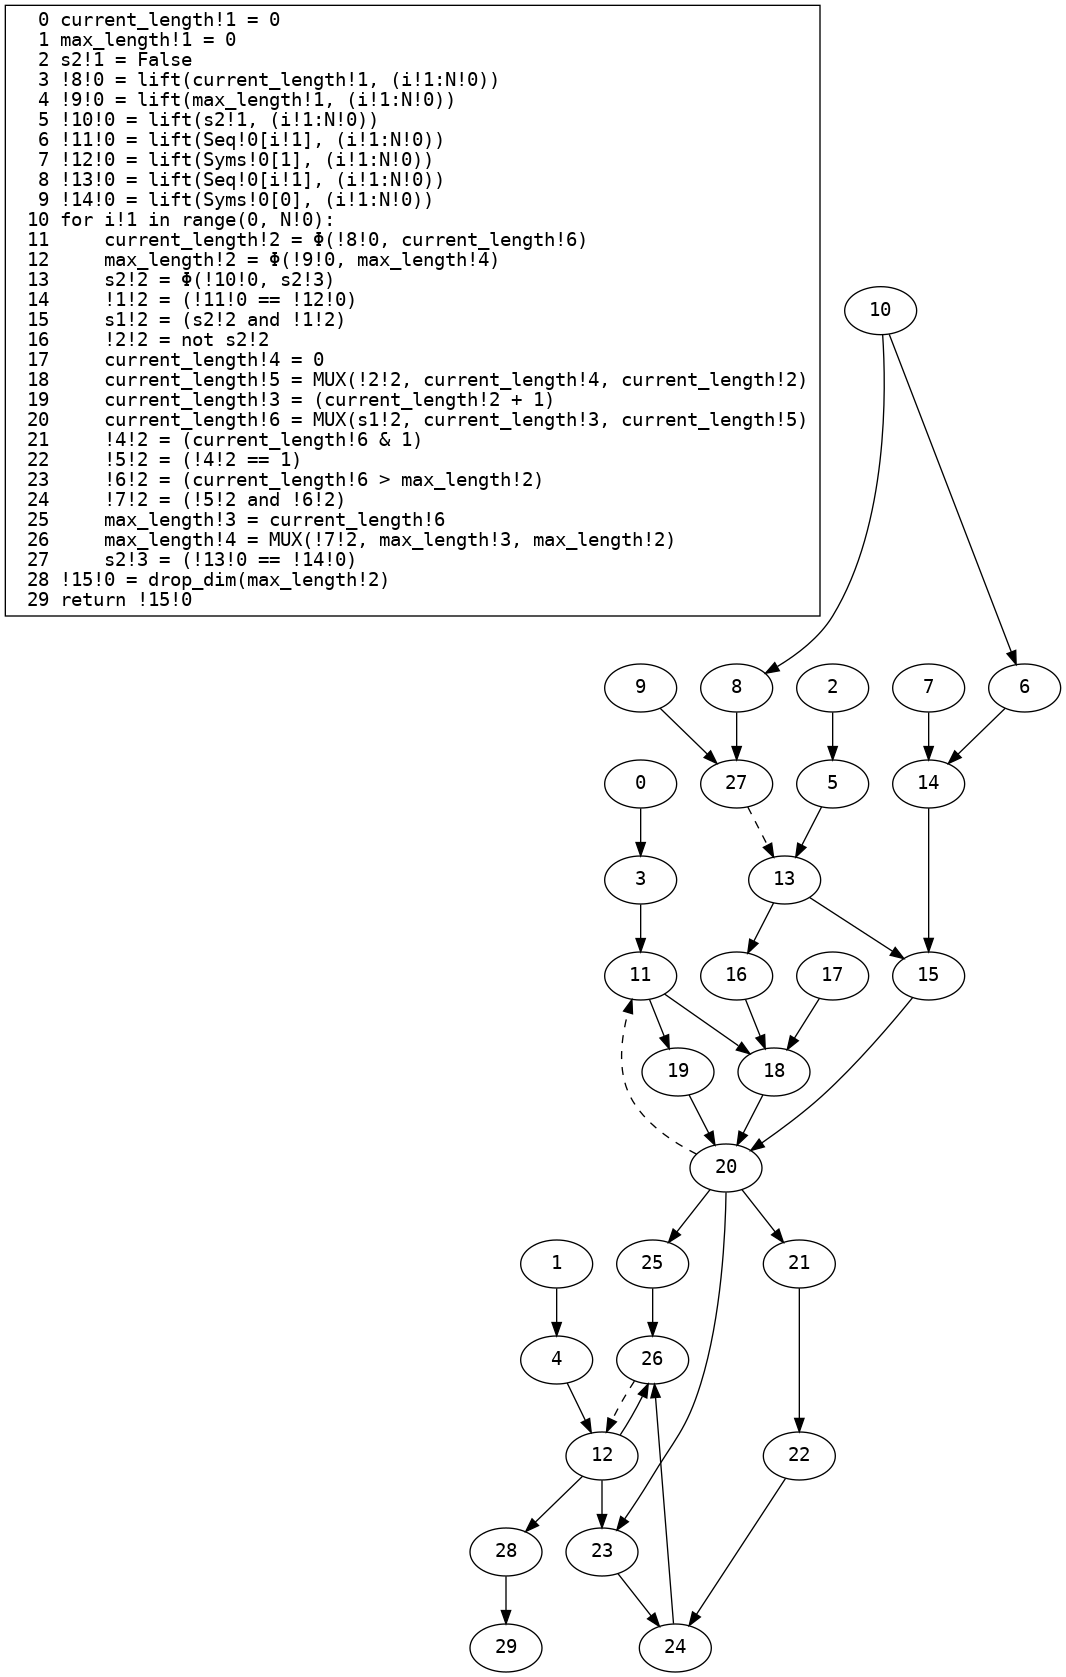 0 current_length!1 = 0
 1 max_length!1 = 0
 2 s2!1 = False
 3 !8!0 = lift(current_length!1, (i!1:N!0))
 4 !9!0 = lift(max_length!1, (i!1:N!0))
 5 !10!0 = lift(s2!1, (i!1:N!0))
 6 !11!0 = lift(Seq!0[i!1], (i!1:N!0))
 7 !12!0 = lift(Syms!0[1], (i!1:N!0))
 8 !13!0 = lift(Seq!0[i!1], (i!1:N!0))
 9 !14!0 = lift(Syms!0[0], (i!1:N!0))
10 for i!1 in range(0, N!0):
11     current_length!2 = Φ(!8!0, current_length!6)
12     max_length!2 = Φ(!9!0, max_length!4)
13     s2!2 = Φ(!10!0, s2!3)
14     !1!2 = (!11!0 == !12!0)
15     s1!2 = (s2!2 and !1!2)
16     !2!2 = not s2!2
17     current_length!4 = 0
18     current_length!5 = MUX(!2!2, current_length!4, current_length!2)
19     current_length!3 = (current_length!2 + 1)
20     current_length!6 = MUX(s1!2, current_length!3, current_length!5)
21     !4!2 = (current_length!6 & 1)
22     !5!2 = (!4!2 == 1)
23     !6!2 = (current_length!6 > max_length!2)
24     !7!2 = (!5!2 and !6!2)
25     max_length!3 = current_length!6
26     max_length!4 = MUX(!7!2, max_length!3, max_length!2)
27     s2!3 = (!13!0 == !14!0)
28 !15!0 = drop_dim(max_length!2)
29 return !15!0
10
9 8 2 7 6
0 27 5 14
3 13
11 16 17 15
19 18
20
1 25 21
4 26
12 22
28 23
29 24